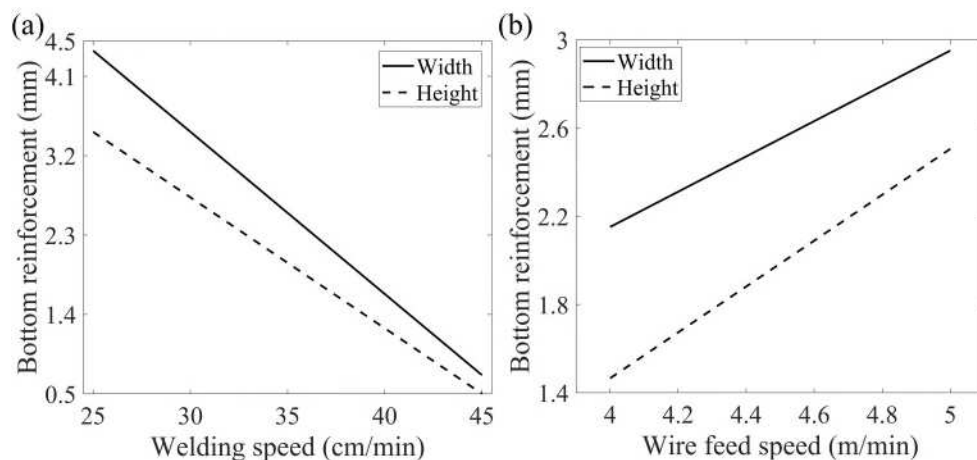 (a)
4.5
4.1
3.2
2.3
1.4
0.5
Bottom reinforcement (mm)
Width
Height
25
30
35
40
45
Welding speed (cm/min)
(b)
3
2.6
2.2
1.8
1.4
Bottom reinforcement (mm)
Width
Height
4
4.2
4.4
4.6
4.8
5
Wire feed speed (m/min)